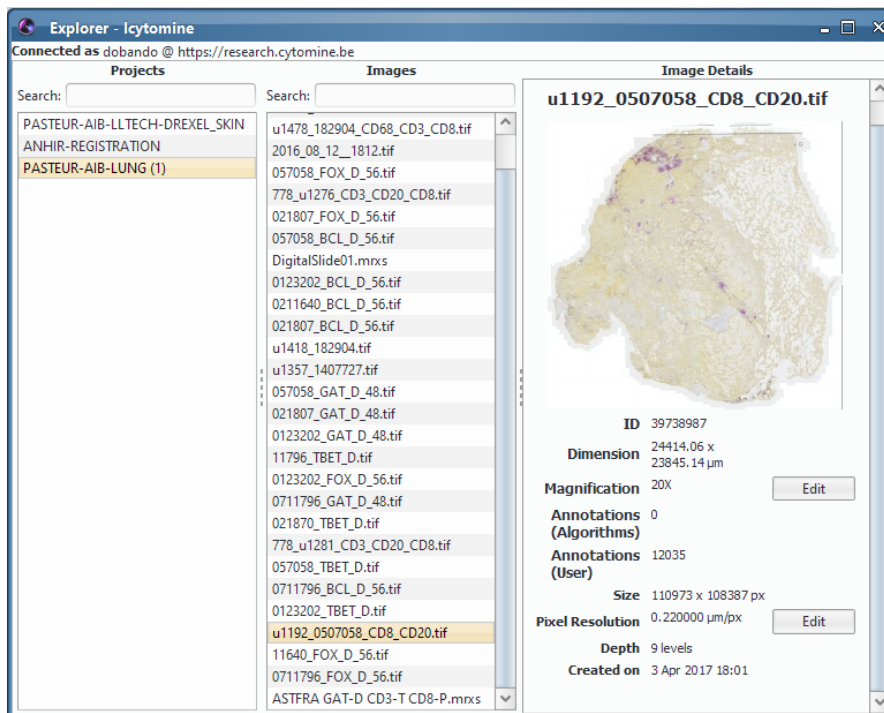 Explorer - Icytomine
Connected as dobando @ https://research.cytomine.be
Projects
Search:
PASTEUR-AIB-LLTECH-DREXEL_SKIN
ANHIR-REGISTRATION
PASTEUR-AIB-LUNG (1)
Images
Search:
u1478_182904_CD68_CD3_CD8.tif
2016_08_12__1812.tif
057058_FOX_D_56.tif
778_u1276_CD3_CD20_CD8.tif
021807_FOX_D_56.tif
057058_BCL_D_56.tif
DigitalSlide01.mrxs
0123202_BCL_D_56.tif
0211640_BCL_D_56.tif
021807_BCL_D_56.tif
u1418_182904.tif
u1357_1407727.tif
057058_GAT_D_48.tif
021807_GAT_D_48.tif
0123202_GAT_D_48.tif
11796_TBET_D.tif
0123202_FOX_D_56.tif
0711796_GAT_D_48.tif
021870_TBET_D.tif
778_u1281_CD3_CD20_CD8.tif
057058_TBET_D.tif
0711796_BCL_D_56.tif
0123202_TBET_D.tif
u1192_0507058_CD8_CD20.tif
11640_FOX_D_56.tif
0711796_FOX_D_56.tif
ASTFRA GAT-D CD3-T CD8-P.mrxs
Image Details
u1192_0507058_CD8_CD20.tif
ID 39738987
Dimension 24414.06 x
23845.14 µm
Magnification 20X Edit
Annotations 0
(Algorithms)
Annotations 12035
(User)
Size 110973 x 108387 px
Pixel Resolution 0.220000 µm/px Edit
Depth 9 levels
Created on 3 Apr 2017 18:01